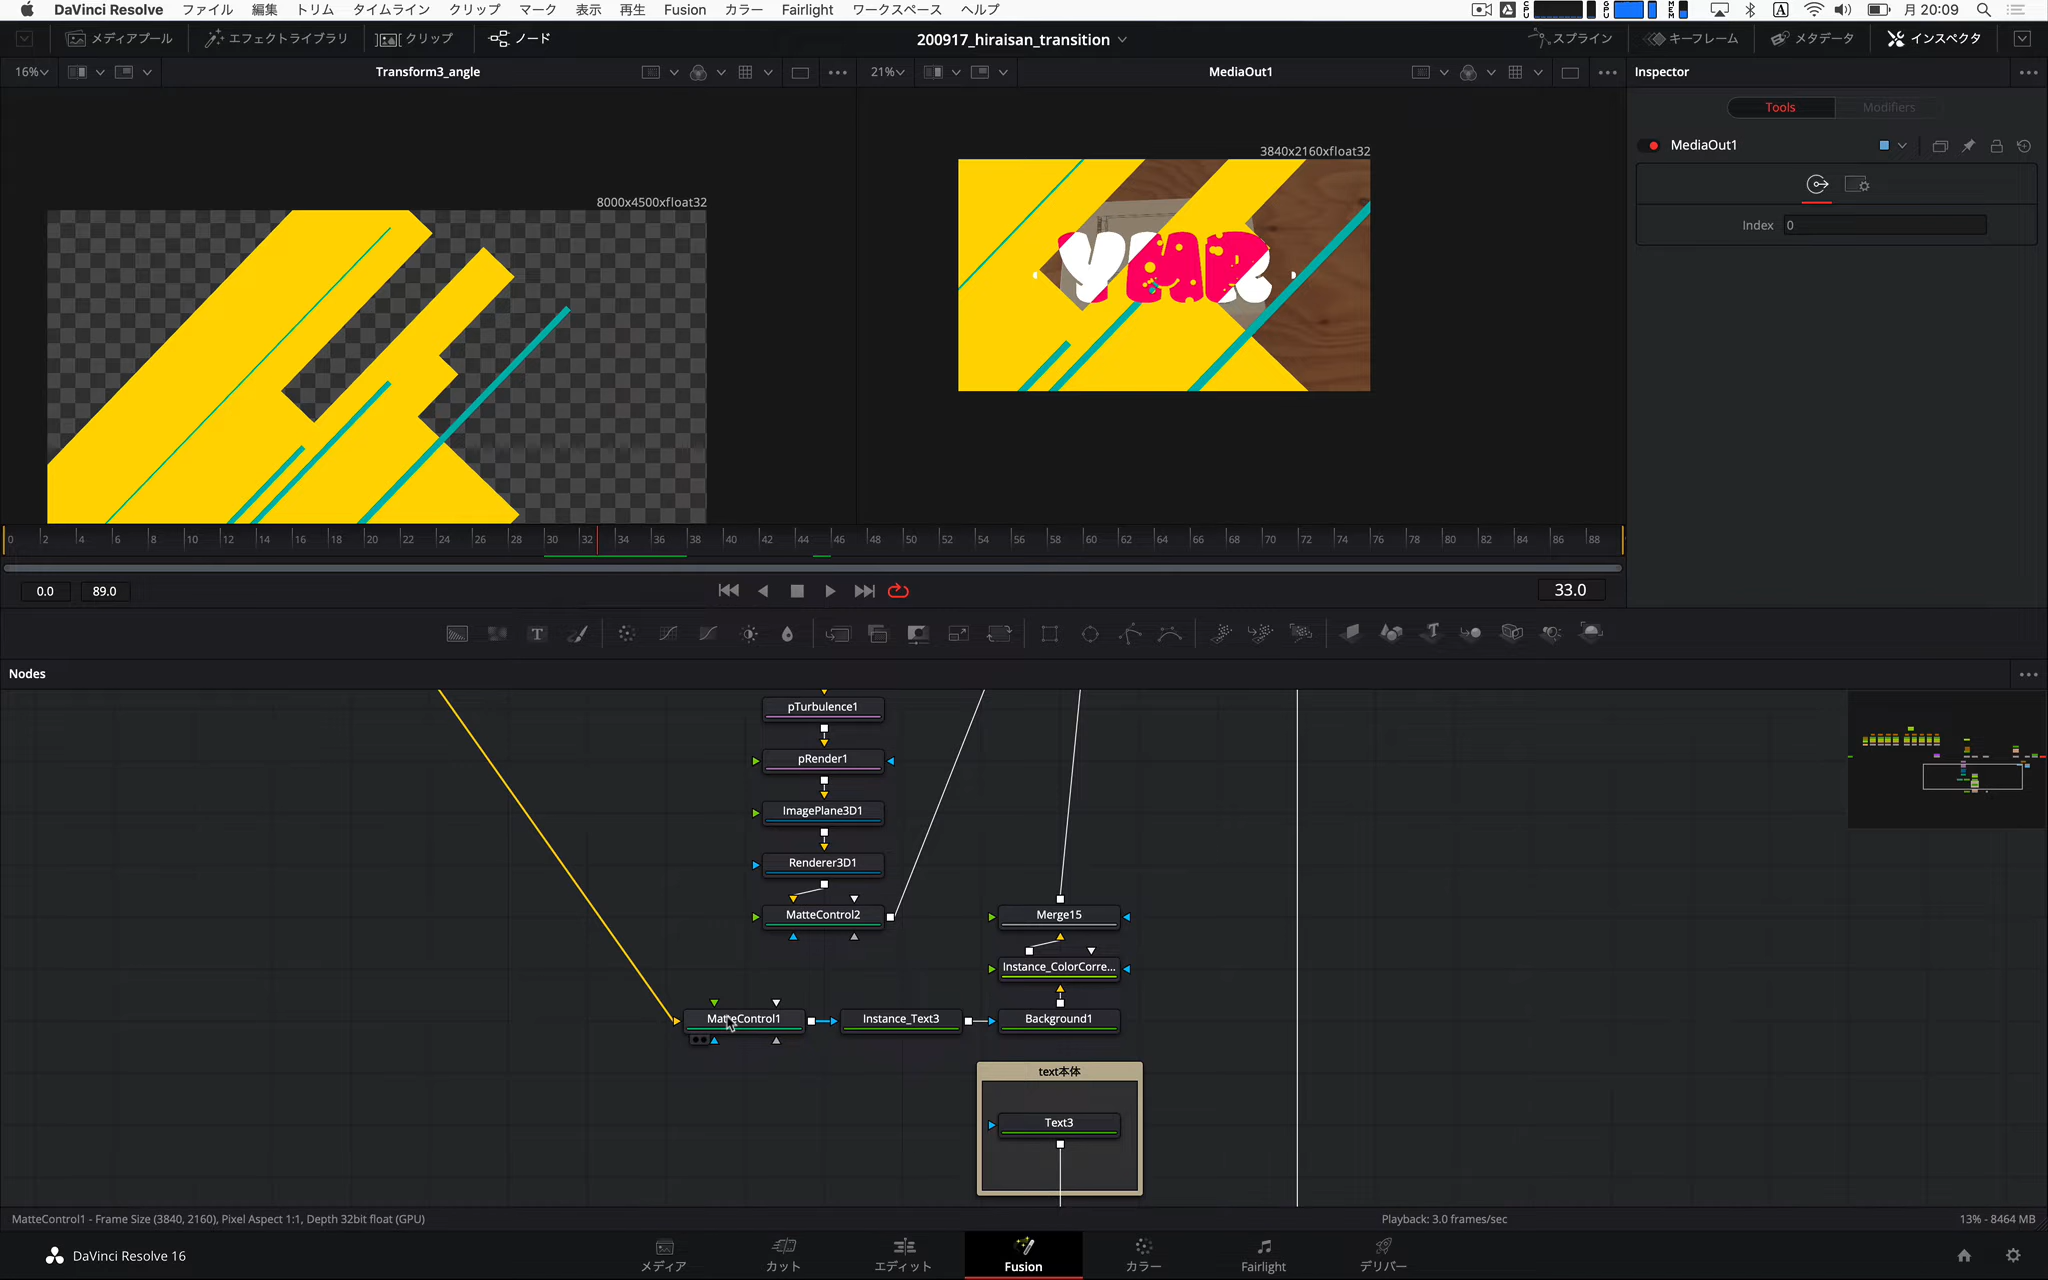 DaVinci Resolve ファイル 編集 トリム タイムライン クリップ マーク 表示 再生 Fusion カラー Fairlight ワークスペース ヘルプ
月 20:09
メディアプール エフェクトライブラリ クリップ ノード
200917_hiraisan_transition
スプライン キーフレーム メタデータ インスペクタ
16% Transform3_angle
21% MediaOut1
Inspector
Tools Modifiers
MediaOut1
Index 0
8000x4500xfloat32
3840x2160xfloat32
YMR
0 2 4 6 8 10 12 14 16 18 20 22 24 26 28 30 32 34 36 38 40 42 44 46 48 50 52 54 56 58 60 62 64 66 68 70 72 74 76 78 80 82 84 86 88
0.0 89.0 33.0
Nodes
pTurbulence1
pRender1
ImagePlane3D1
Renderer3D1
MatteControl2
Merge15
Instance_ColorCorre...
MatteControl1 Instance_Text3 Background1
text本体
Text3
MatteControl1 - Frame Size (3840, 2160), Pixel Aspect 1:1, Depth 32bit float (GPU)
Playback: 3.0 frames/sec
13% - 8464 MB
DaVinci Resolve 16
メディア カット エディット Fusion カラー Fairlight デリバー